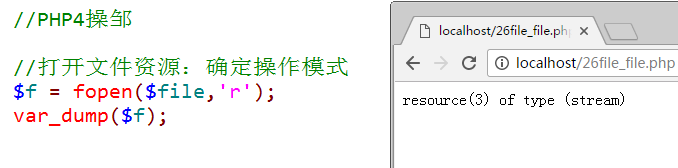 //PHP4操邹
//打开文件资源：确定操作模式
$f = fopen($file,'r');
var_dump($f);
localhost/26file_file.ph
localhost/26file_file.php
resource(3) of type (stream)